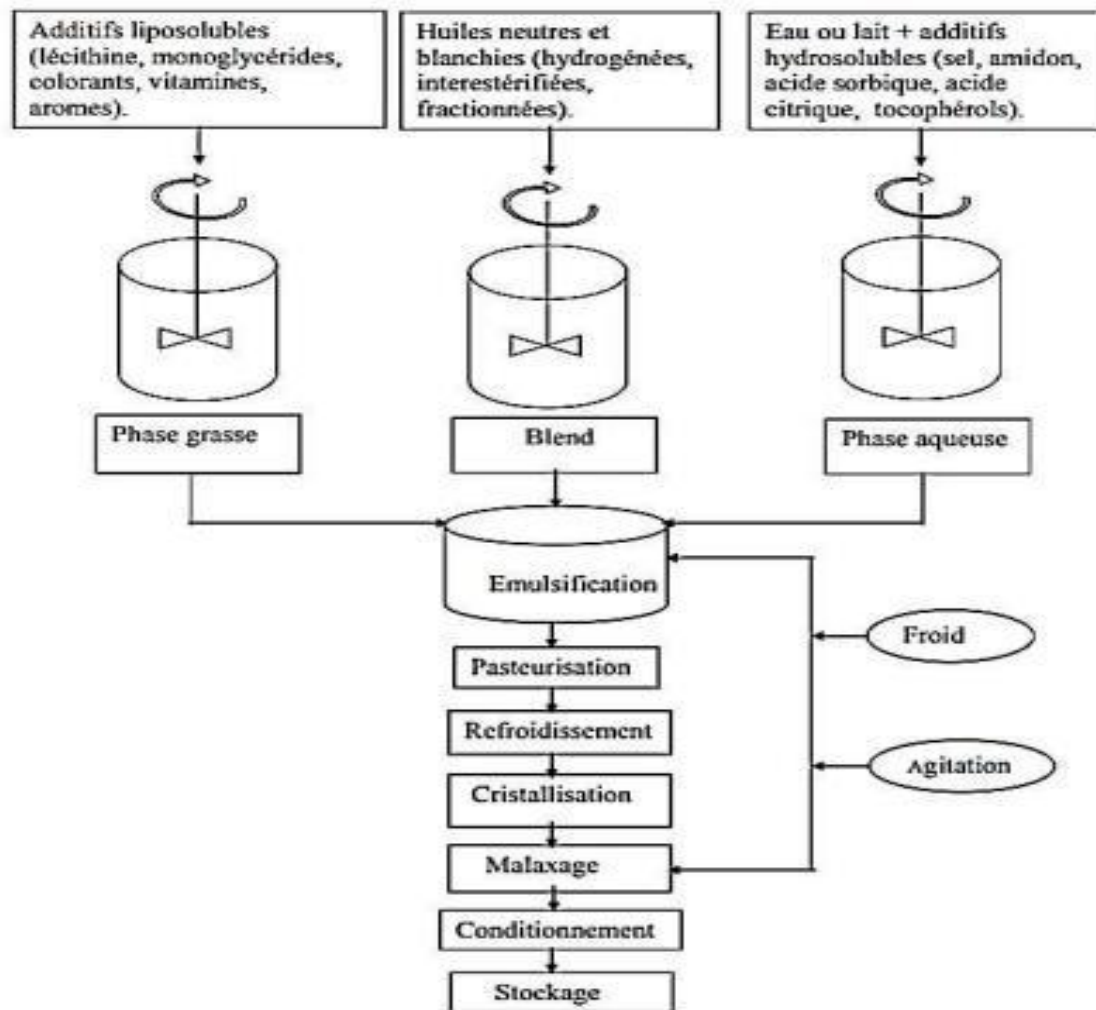 Additifs liposolubles
(lécithine, monoglycérides,
colorants, vitamines,
aromes).
Huiles neutres et
blanchies (hydrogénées,
interestérifiées,
fractionnées).
Eau ou lait + additifs
hydrosolubles (sel, amidon,
acide sorbique, acide
citrique, tocophérols).
Phase grasse
Blend
Phase aqueuse
Emulsification
Froid
Pasteurisation
Refroidissement
Agitation
Cristallisation
Malaxage
Conditionnement
Stockage